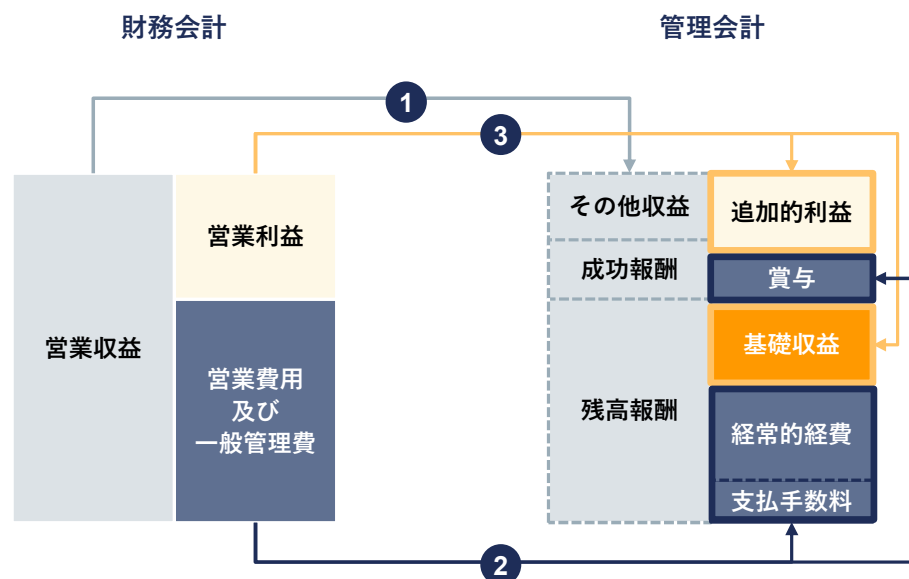 財務会計
管理会計
1
3
営業収益
営業利益
営業費用
及び
一般管理費
2
その他収益
成功報酬
残高報酬
追加的利益
賞与
基礎収益
経常的経費
支払手数料